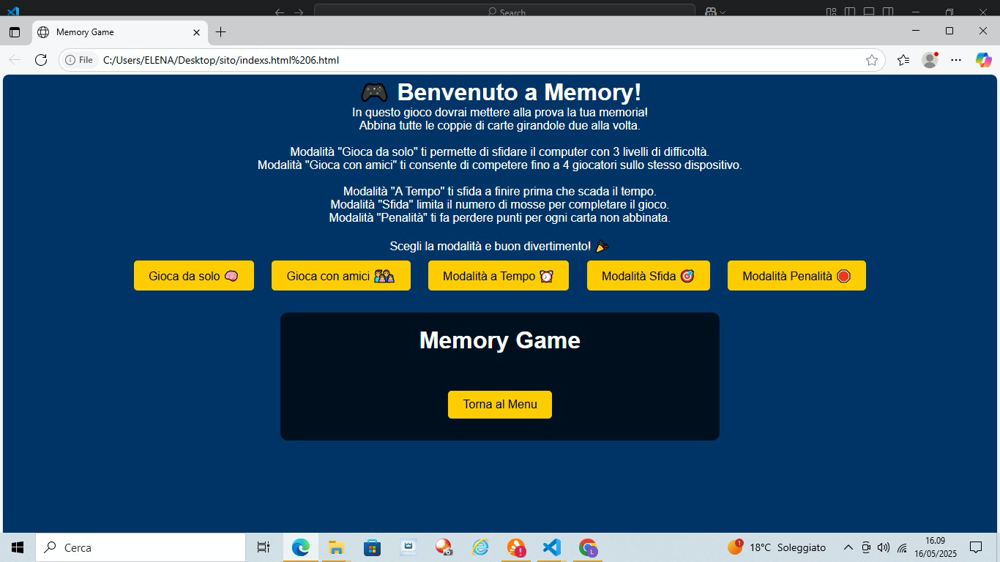 Search
Memory Game
File
C:/Users/ELENA/Desktop/sito/indexs.html%206.html
Benvenuto a Memory!
In questo gioco dovrai mettere alla prova la tua memoria!
Abbina tutte le coppie di carte girandole due alla volta.
Modalità "Gioca da solo" ti permette di sfidare il computer con 3 livelli di difficoltà.
Modalità "Gioca con amici" ti consente di competere fino a 4 giocatori sullo stesso dispositivo.
Modalità "A Tempo" ti sfida a finire prima che scada il tempo.
Modalità "Sfida" limita il numero di mosse per completare il gioco.
Modalità "Penalità" ti fa perdere punti per ogni carta non abbinata.
Scegli la modalità e buon divertimento!
Gioca da solo
Gioca con amici
Modalità a Tempo
Modalità Sfida
Modalità Penalità
Memory Game
Torna al Menu
Cerca
1
18°C Soleggiato
16.09
16/05/2025
L